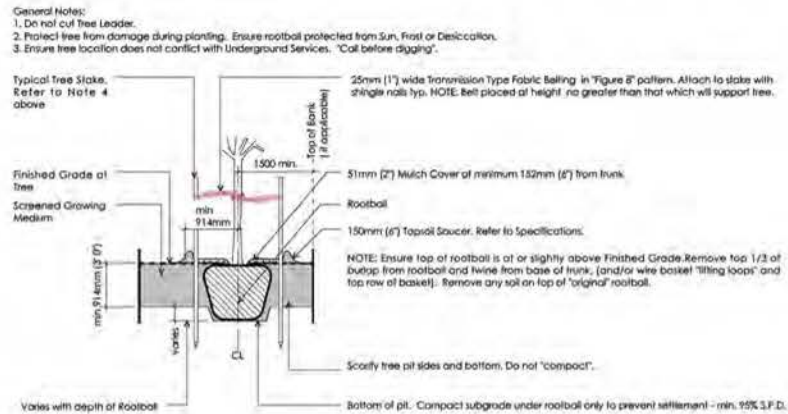 General Notes:
1. Do not cut Tree Leader.
2. Protect tree from damage during planting. Ensure rootball protected from Sun, Frost or Desiccation.
3. Ensure tree location does not conflict with Underground Services. "Call before digging".
Typical Tree Stake.
Refer to Note 4
above
25mm (1") wide Transmission Type Fabric Belting in "Figure 8" pattern. Attach to stake with
shingle nails typ. NOTE: Belt placed at height no greater than that which will support tree.
Top of Bank
(if applicable)
1500 min.
Finished Grade at
Tree
51mm (2") Mulch Cover at minimum 152mm (6") from trunk
Screened Growing
Medium
min
914mm
Rootball
150mm (6") Topsoil Saucer. Refer to Specifications.
NOTE: Ensure top of rootball is at or slightly above Finished Grade.Remove top 1/3 of
burlap from rootball and twine from base of trunk, (and/or wire basket "lifting loops" and
top row of basket). Remove any soil on top of "original" rootball.
min.914mm (3' 0")
varies
CL
Scarify tree pit sides and bottom. Do not "compact".
Varies with depth of Rootball
Bottom of pit. Compact subgrade under rootball only to prevent settlement - min. 95% S.P.D.